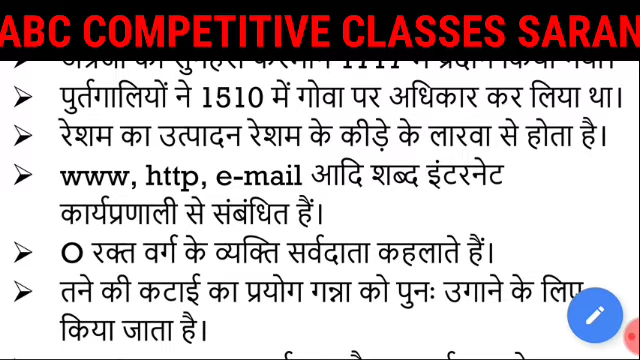 ABC COMPETITIVE CLASSES SARAN
➢ पुर्तगालियों ने 1510 में गोवा पर अधिकार कर लिया था।
➢ रेशम का उत्पादन रेशम के कीड़े के लारवा से होता है।
➢ www, http, e-mail आदि शब्द इंटरनेट
कार्यप्रणाली से संबंधित हैं।
➢ O रक्त वर्ग के व्यक्ति सर्वदाता कहलाते हैं।
➢ तने की कटाई का प्रयोग गन्ना को पुनः उगाने के लिए
किया जाता है।